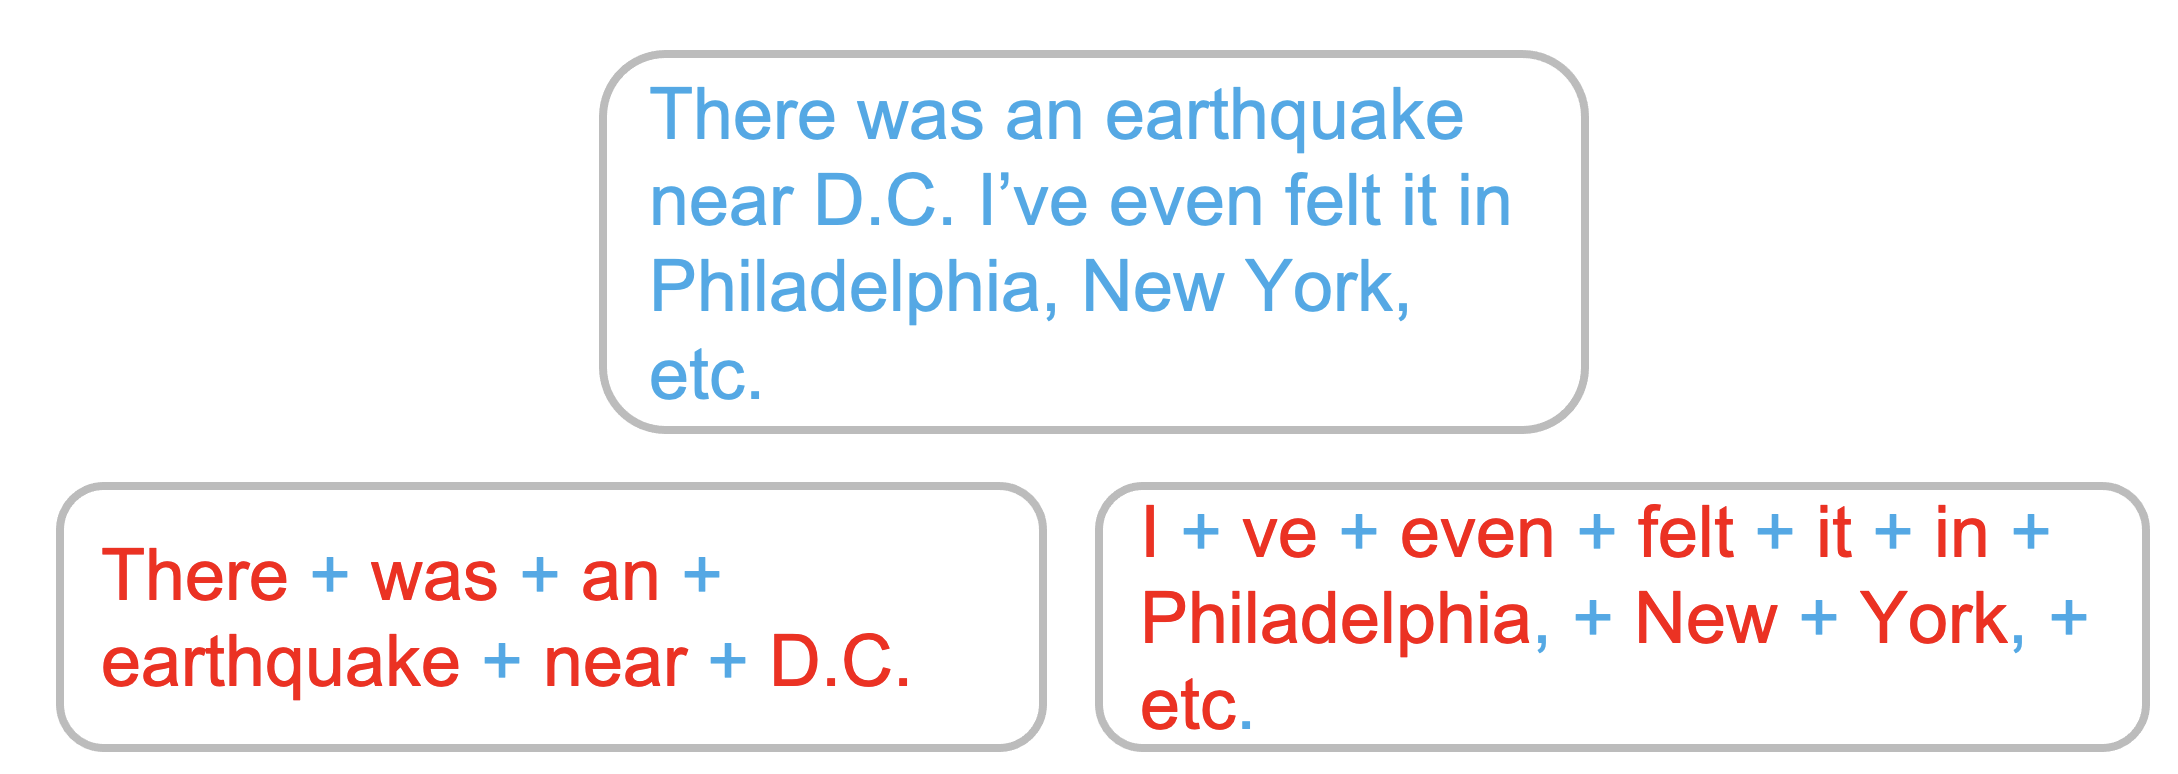 There was an earthquake
near D.C. I’ve even felt it in
Philadelphia, New York,
etc.
There + was + an +
earthquake + near + D.C.
I + ve + even + felt + it + in +
Philadelphia, + New + York, +
etc.